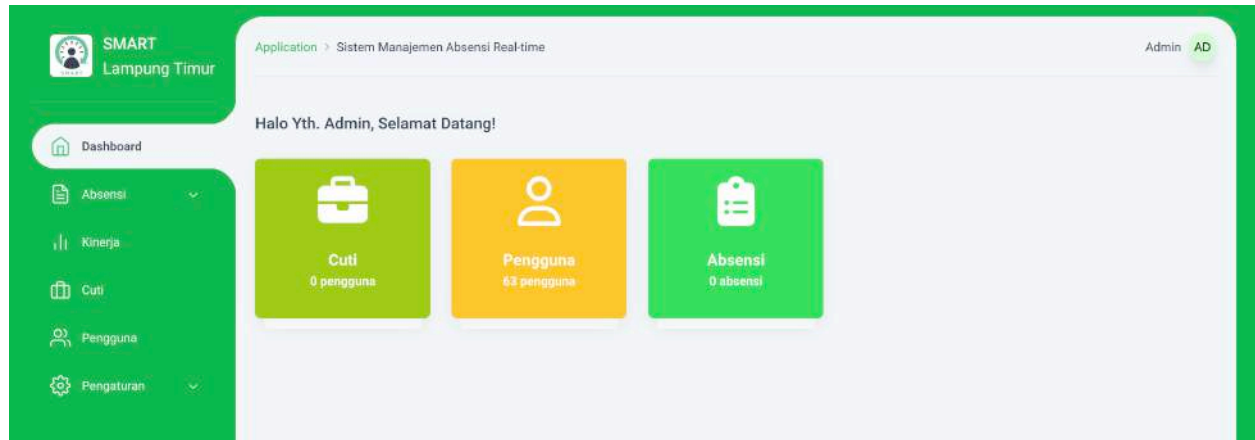 SMART
Lampung Timur
Application > Sistem Manajemen Absensi Real-time
Admin AD
Halo Yth. Admin, Selamat Datang!
Dashboard
Absensi
Kinerja
Cuti
Pengguna
Pengaturan
Cuti
0 pengguna
Pengguna
63 pengguna
Absensi
0 absensi